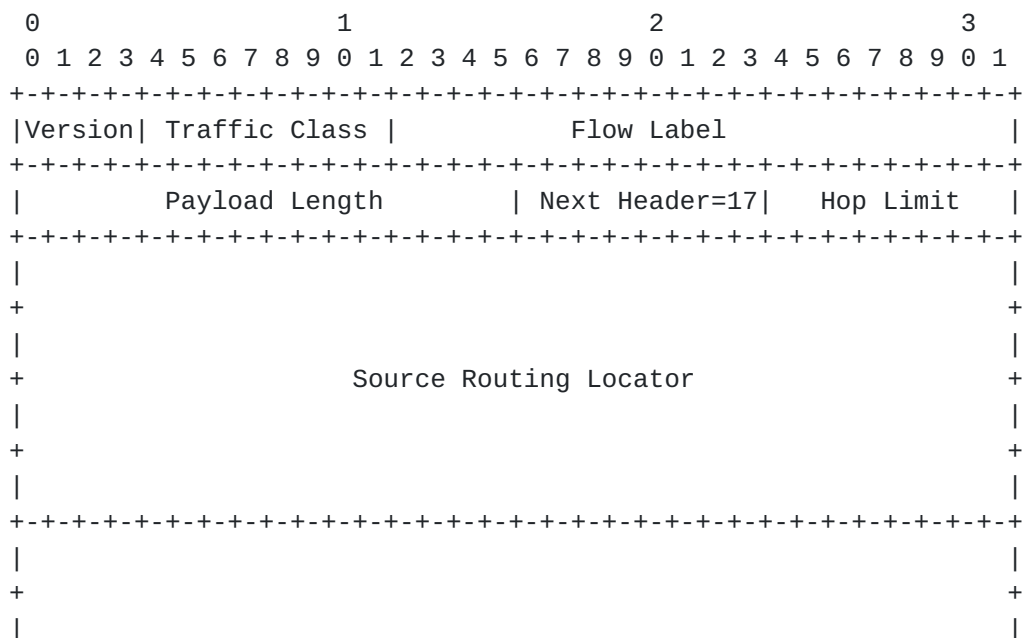 0                   1                   2                   3
 0 1 2 3 4 5 6 7 8 9 0 1 2 3 4 5 6 7 8 9 0 1 2 3 4 5 6 7 8 9 0 1
+-+-+-+-+-+-+-+-+-+-+-+-+-+-+-+-+-+-+-+-+-+-+-+-+-+-+-+-+-+-+-+-+
|Version| Traffic Class |           Flow Label                  |
+-+-+-+-+-+-+-+-+-+-+-+-+-+-+-+-+-+-+-+-+-+-+-+-+-+-+-+-+-+-+-+-+
|         Payload Length        | Next Header=17|   Hop Limit   |
+-+-+-+-+-+-+-+-+-+-+-+-+-+-+-+-+-+-+-+-+-+-+-+-+-+-+-+-+-+-+-+-+
|                                                               |
+                                                               +
|                                                               |
+                     Source Routing Locator                    +
|                                                               |
+                                                               +
|                                                               |
+-+-+-+-+-+-+-+-+-+-+-+-+-+-+-+-+-+-+-+-+-+-+-+-+-+-+-+-+-+-+-+-+
|                                                               |
+                                                               +
|                                                               |